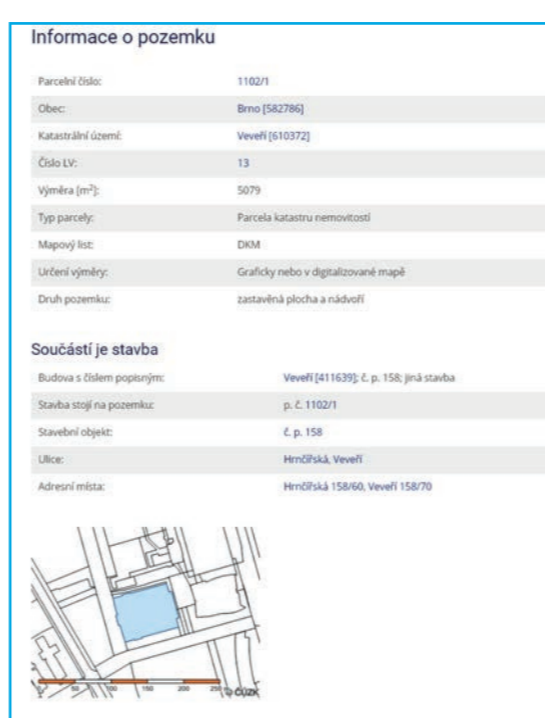 Informace o pozemku
Parcelní číslo: 1102/1
Obec: Brno [582786]
Katastrální území: Veveří [610372]
Číslo LV: 13
Výměra [m²]: 5079
Typ parcely: Parcela katastru nemovitostí
Mapový list: DKM
Určení výměry: Graficky nebo v digitalizované mapě
Druh pozemku: zastavěná plocha a nádvoří
Součástí je stavba
Budova s číslem popisným: Veveří [411639]; č. p. 158; jiná stavba
Stavba stojí na pozemku: p. č. 1102/1
Stavební objekt: č. p. 158
Ulice: Hrnčířská, Veveří
Adresní místa: Hrnčířská 158/60, Veveří 158/70
0 50 100 150 200 250 © ČÚZK